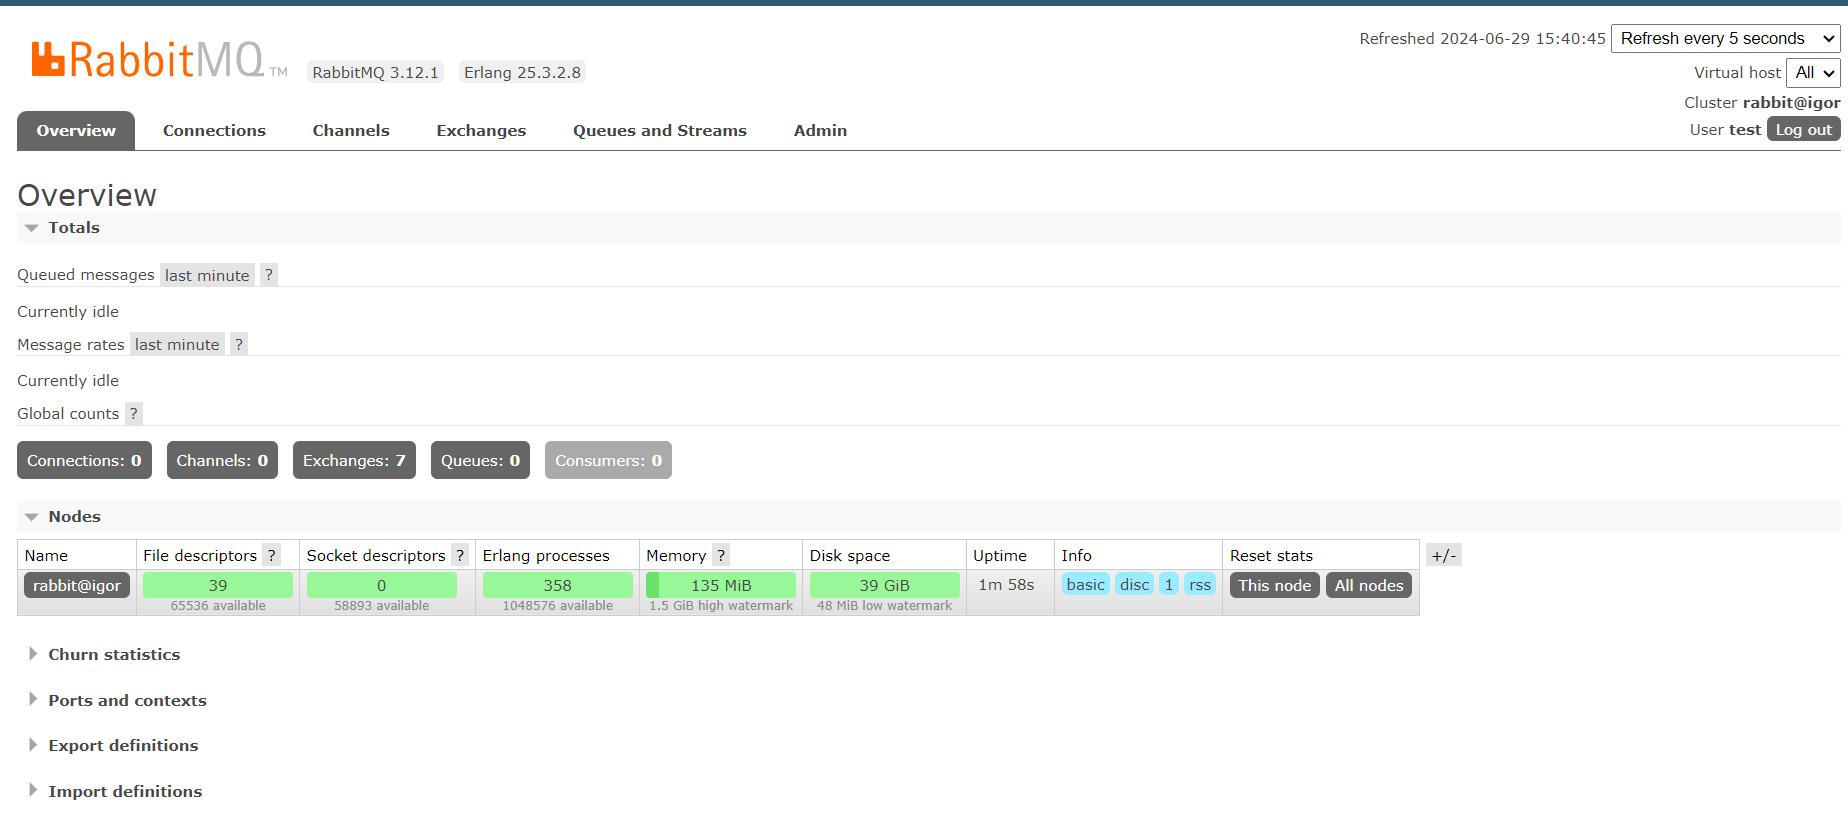 RabbitMQ TM RabbitMQ 3.12.1 Erlang 25.3.2.8
Refreshed 2024-06-29 15:40:45 Refresh every 5 seconds
Virtual host All
Cluster rabbit@igor
User test Log out
Overview Connections Channels Exchanges Queues and Streams Admin
Overview
Totals
Queued messages last minute ?
Currently idle
Message rates last minute ?
Currently idle
Global counts ?
Connections: 0 Channels: 0 Exchanges: 7 Queues: 0 Consumers: 0
Nodes
Name File descriptors ? Socket descriptors ? Erlang processes Memory ? Disk space Uptime Info Reset stats +/-
rabbit@igor 39 0 358 135 MiB 39 GiB 1m 58s basic disc 1 rss This node All nodes
65536 available 58893 available 1048576 available 1.5 GiB high watermark 48 MiB low watermark
Churn statistics
Ports and contexts
Export definitions
Import definitions